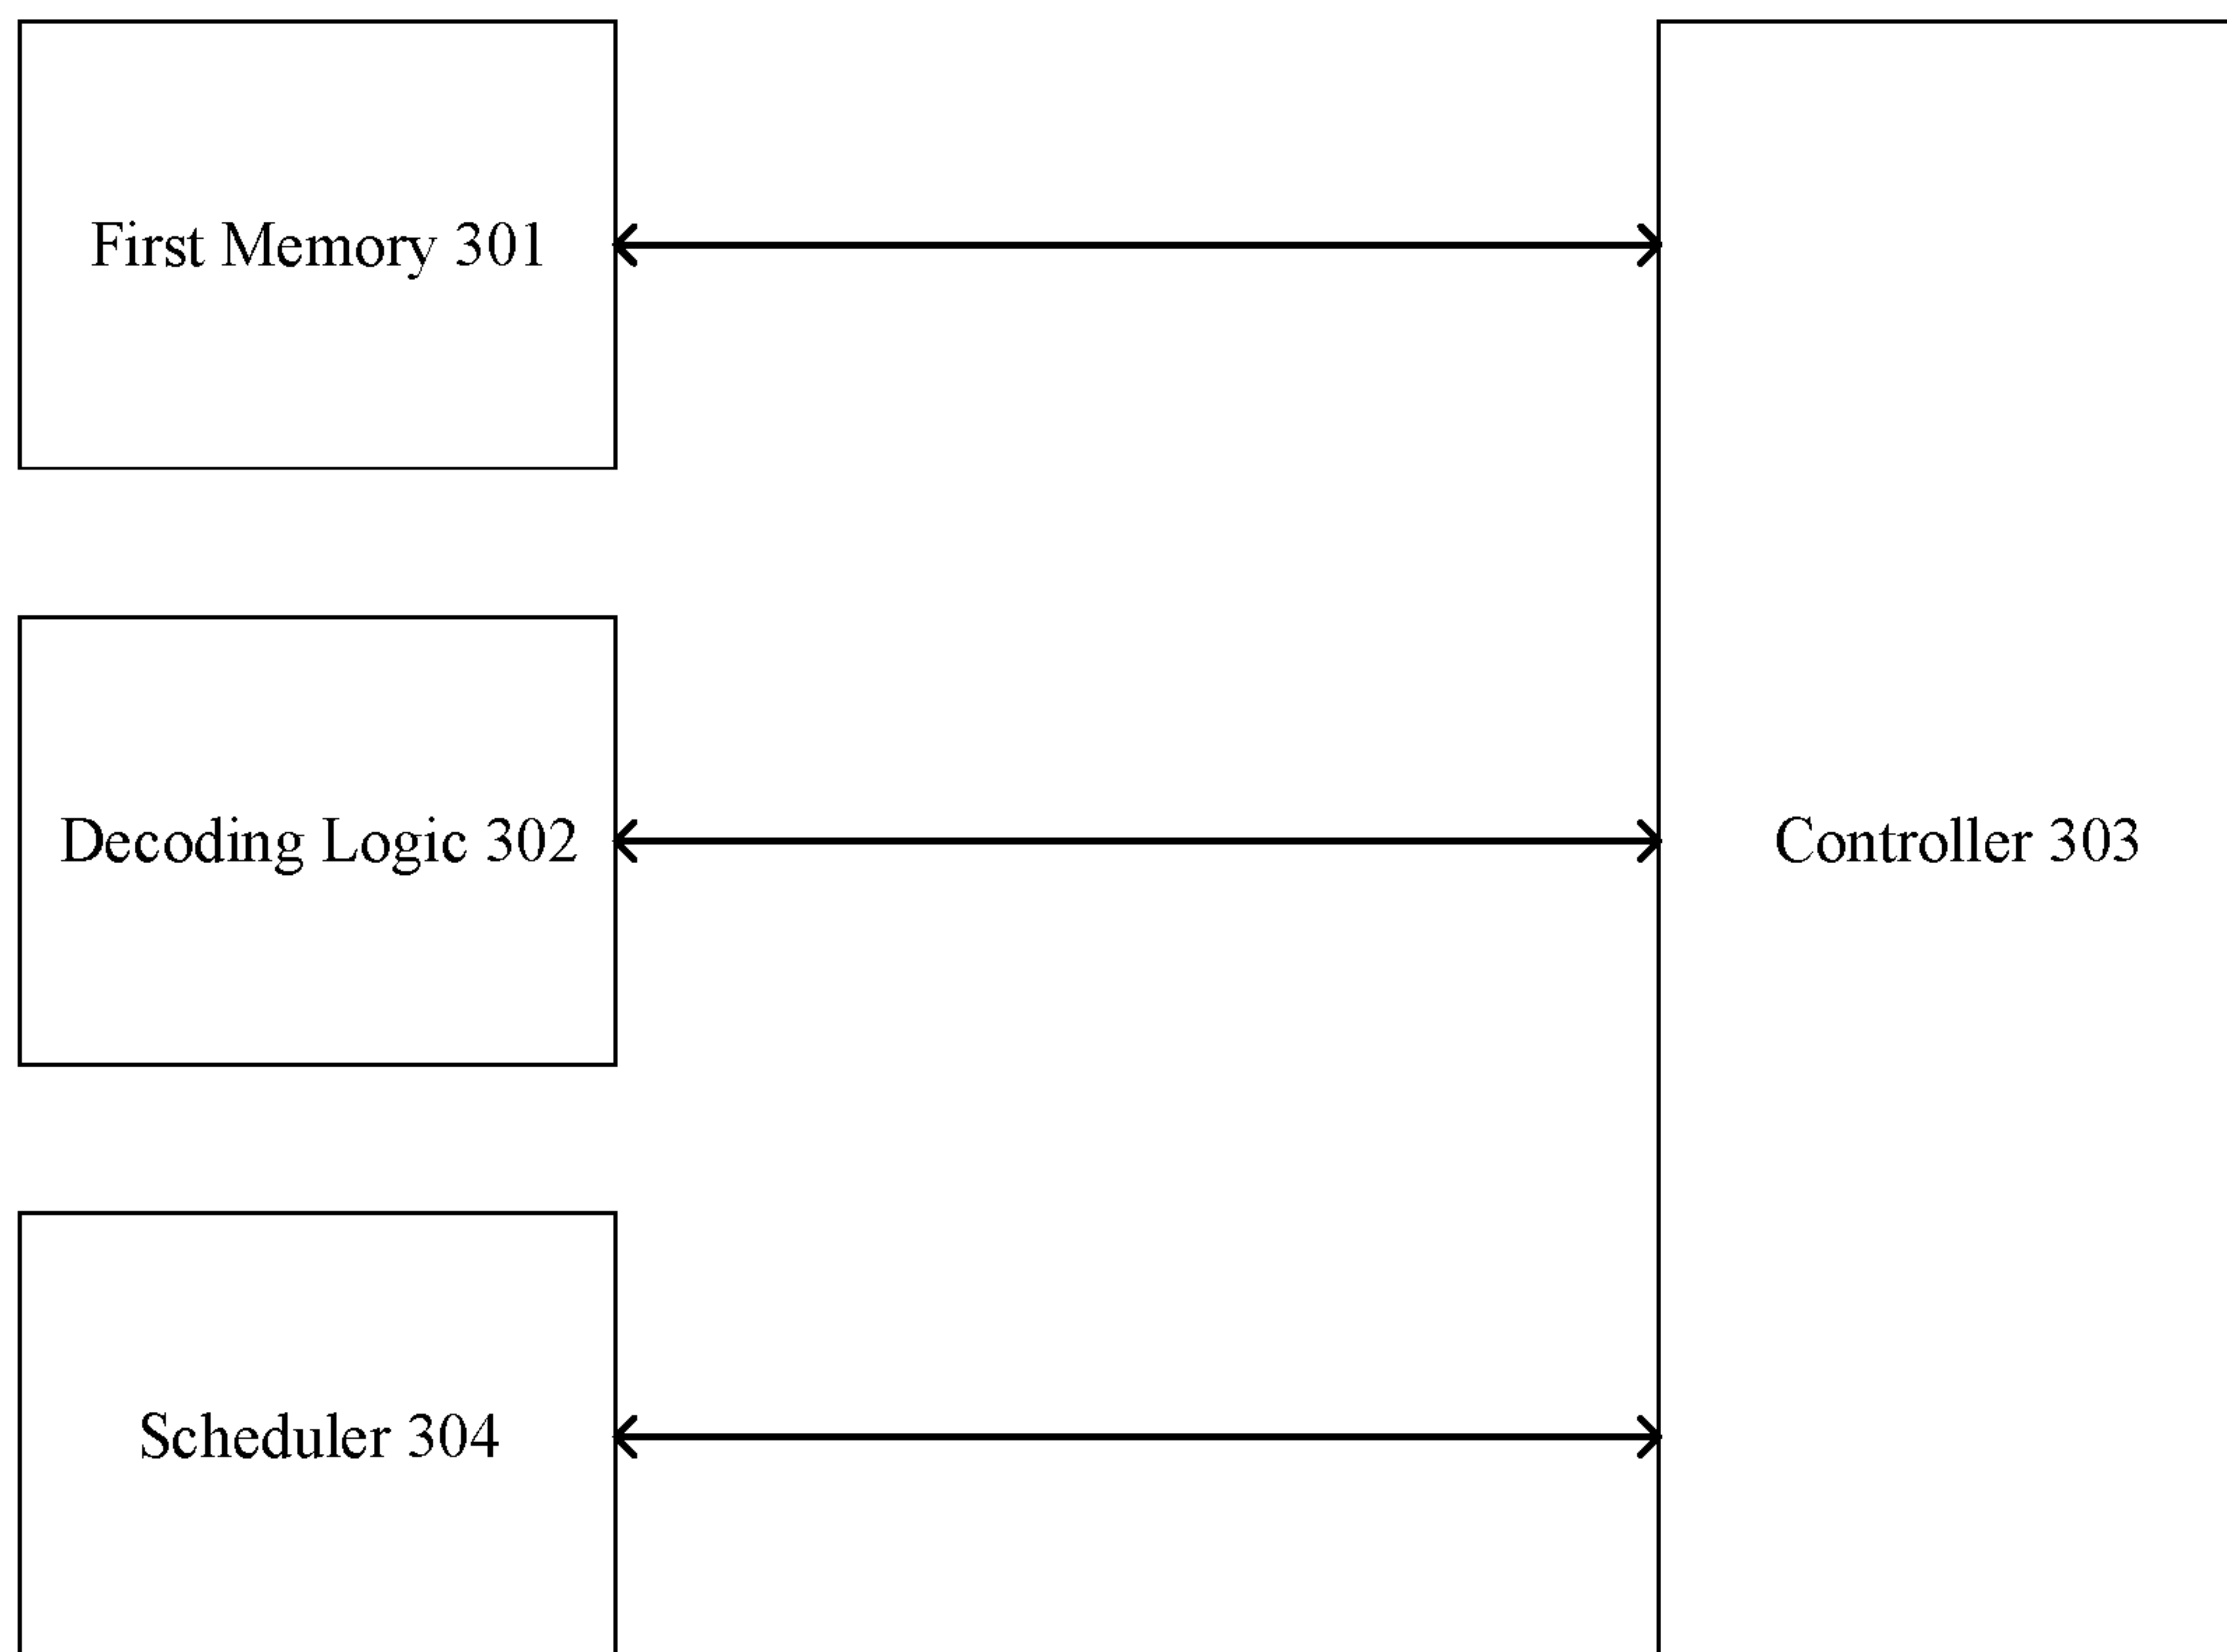 First Memory 301
Decoding Logic 302
Controller 303
Scheduler 304